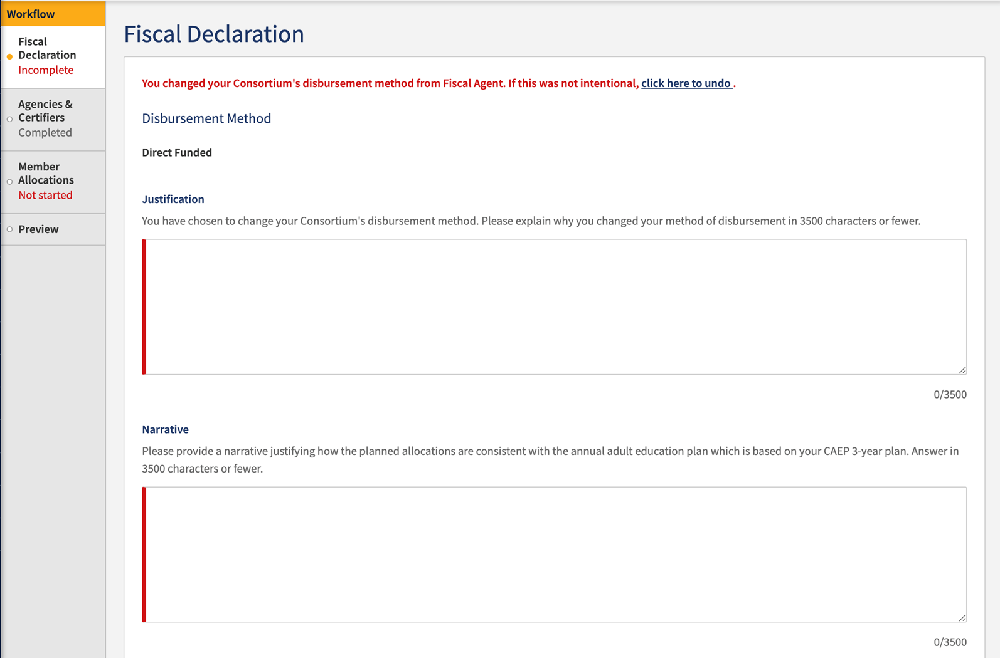 Workflow
Fiscal
Declaration
Incomplete
Agencies &
Certifiers
Completed
Member
Allocations
Not started
Preview
Fiscal Declaration
You changed your Consortium's disbursement method from Fiscal Agent. If this was not intentional, click here to undo .
Disbursement Method
Direct Funded
Justification
You have chosen to change your Consortium's disbursement method. Please explain why you changed your method of disbursement in 3500 characters or fewer.
0/3500
Narrative
Please provide a narrative justifying how the planned allocations are consistent with the annual adult education plan which is based on your CAEP 3-year plan. Answer in
3500 characters or fewer.
0/3500